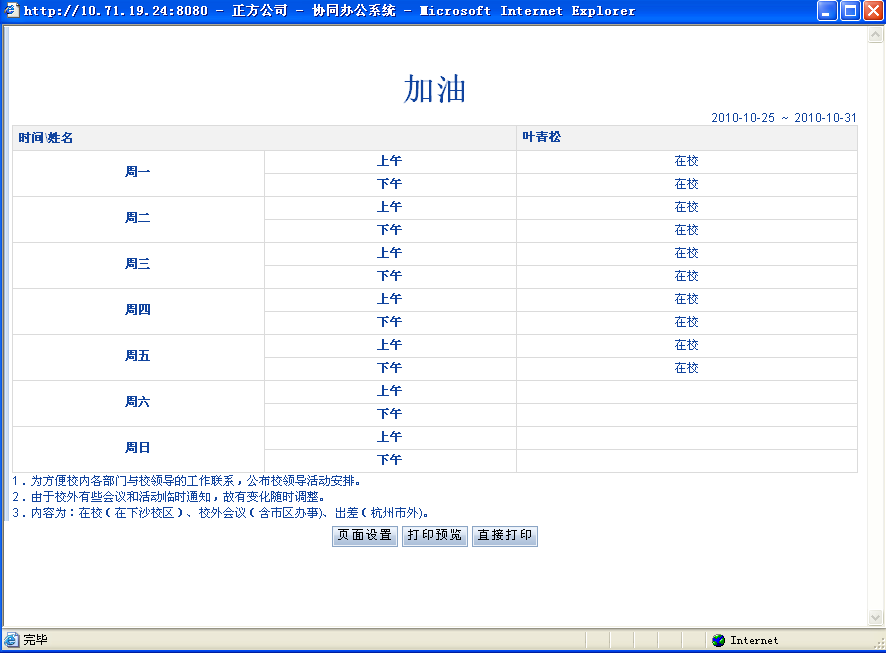 http://10.71.19.24:8080 - 正方公司 - 协同办公系统 - Microsoft Internet Explorer
加油
2010-10-25 ~ 2010-10-31
时间\姓名 叶青松
周一 上午 在校
下午 在校
周二 上午 在校
下午 在校
周三 上午 在校
下午 在校
周四 上午 在校
下午 在校
周五 上午 在校
下午 在校
周六 上午
下午
周日 上午
下午
1．为方便校内各部门与校领导的工作联系，公布校领导活动安排。
2．由于校外有些会议和活动临时通知，故有变化随时调整。
3．内容为：在校（在下沙校区）、校外会议（含市区办事)、出差（杭州市外)。
页面设置 打印预览 直接打印
完毕 Internet